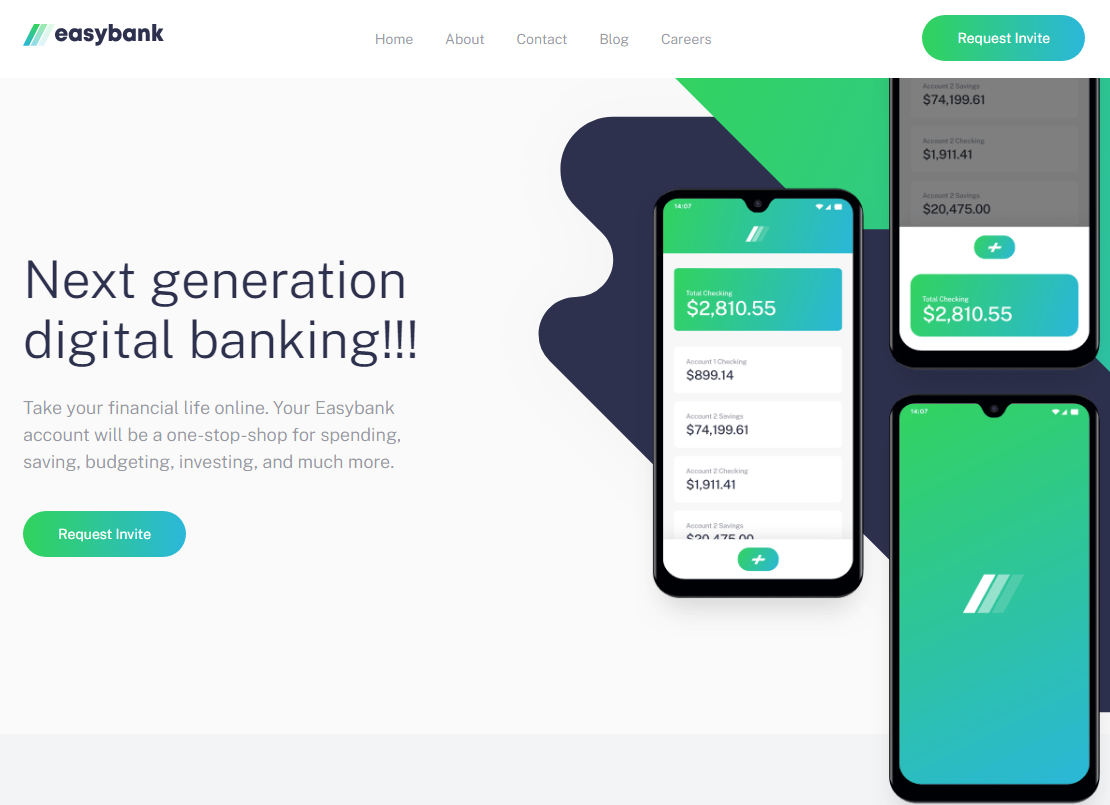 easybank
Home
About
Contact
Blog
Careers
Request Invite
Next generation
digital banking!!!
Take your financial life online. Your Easybank
account will be a one-stop-shop for spending,
saving, budgeting, investing, and much more.
Request Invite
14:07
Total Checking
$2,810.55
Account 1 Checking
$899.14
Account 2 Savings
$74,199.61
Account 2 Checking
$1,911.41
Account 2 Savings
$20,475.00
Account 2 Savings
$74,199.61
Account 2 Checking
$1,911.41
Account 2 Savings
$20,475.00
Total Checking
$2,810.55
14:07